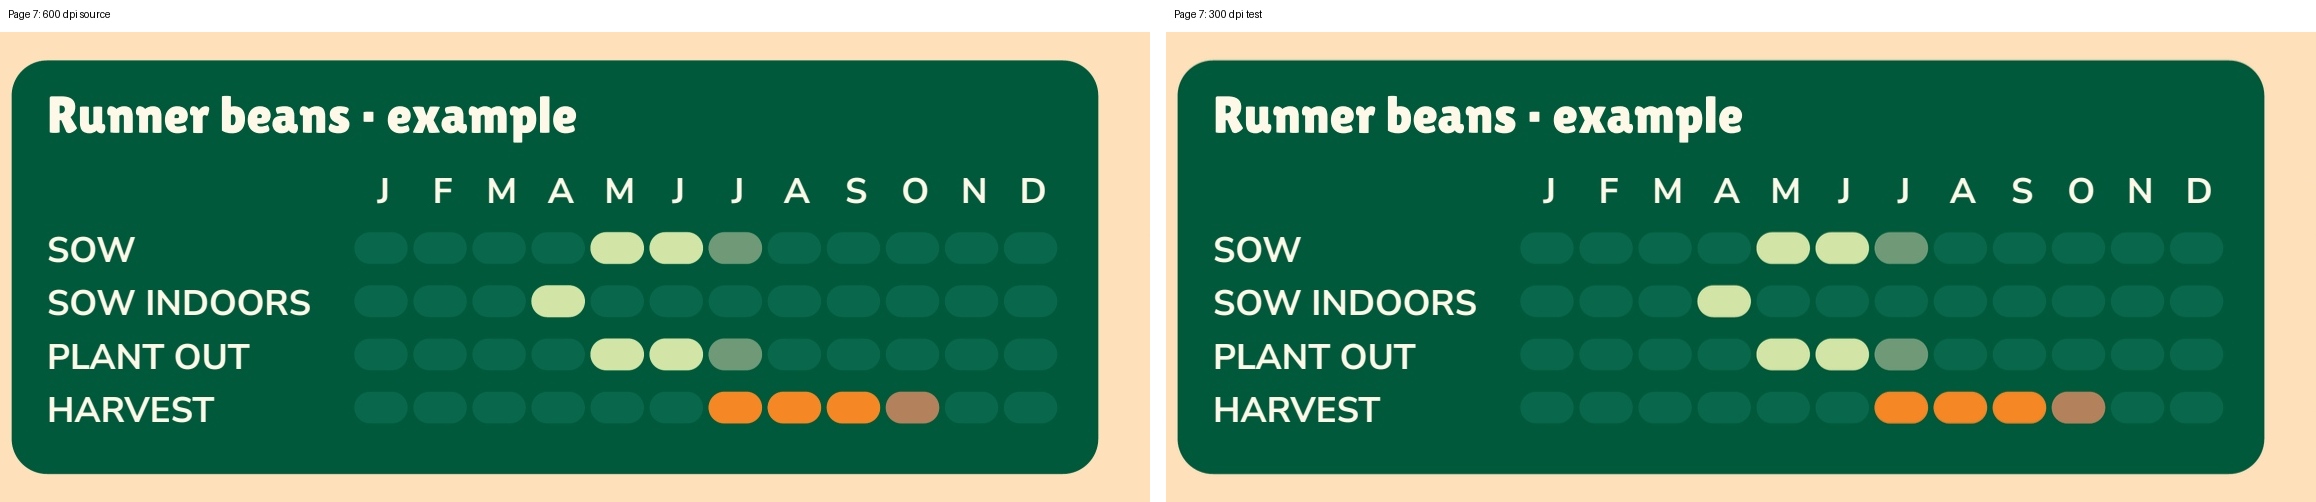 Page 7: 600 dpi source
Runner beans · example
J F M A M J J A S O N D
SOW
SOW INDOORS
PLANT OUT
HARVEST
Page 7: 300 dpi test
Runner beans · example
J F M A M J J A S O N D
SOW
SOW INDOORS
PLANT OUT
HARVEST